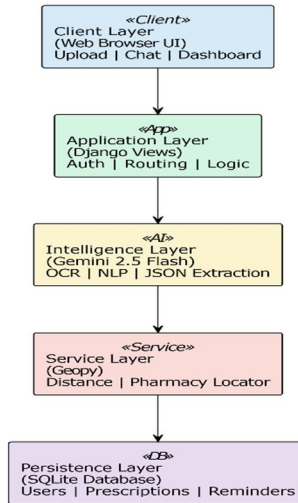 «Client»
Client Layer
(Web Browser UI)
Upload | Chat | Dashboard
«App»
Application Layer
(Django Views)
Auth | Routing | Logic
«AI»
Intelligence Layer
(Gemini 2.5 Flash)
OCR | NLP | JSON Extraction
«Service»
Service Layer
(Geopy)
Distance | Pharmacy Locator
«DB»
Persistence Layer
(SQLite Database)
Users | Prescriptions | Reminders